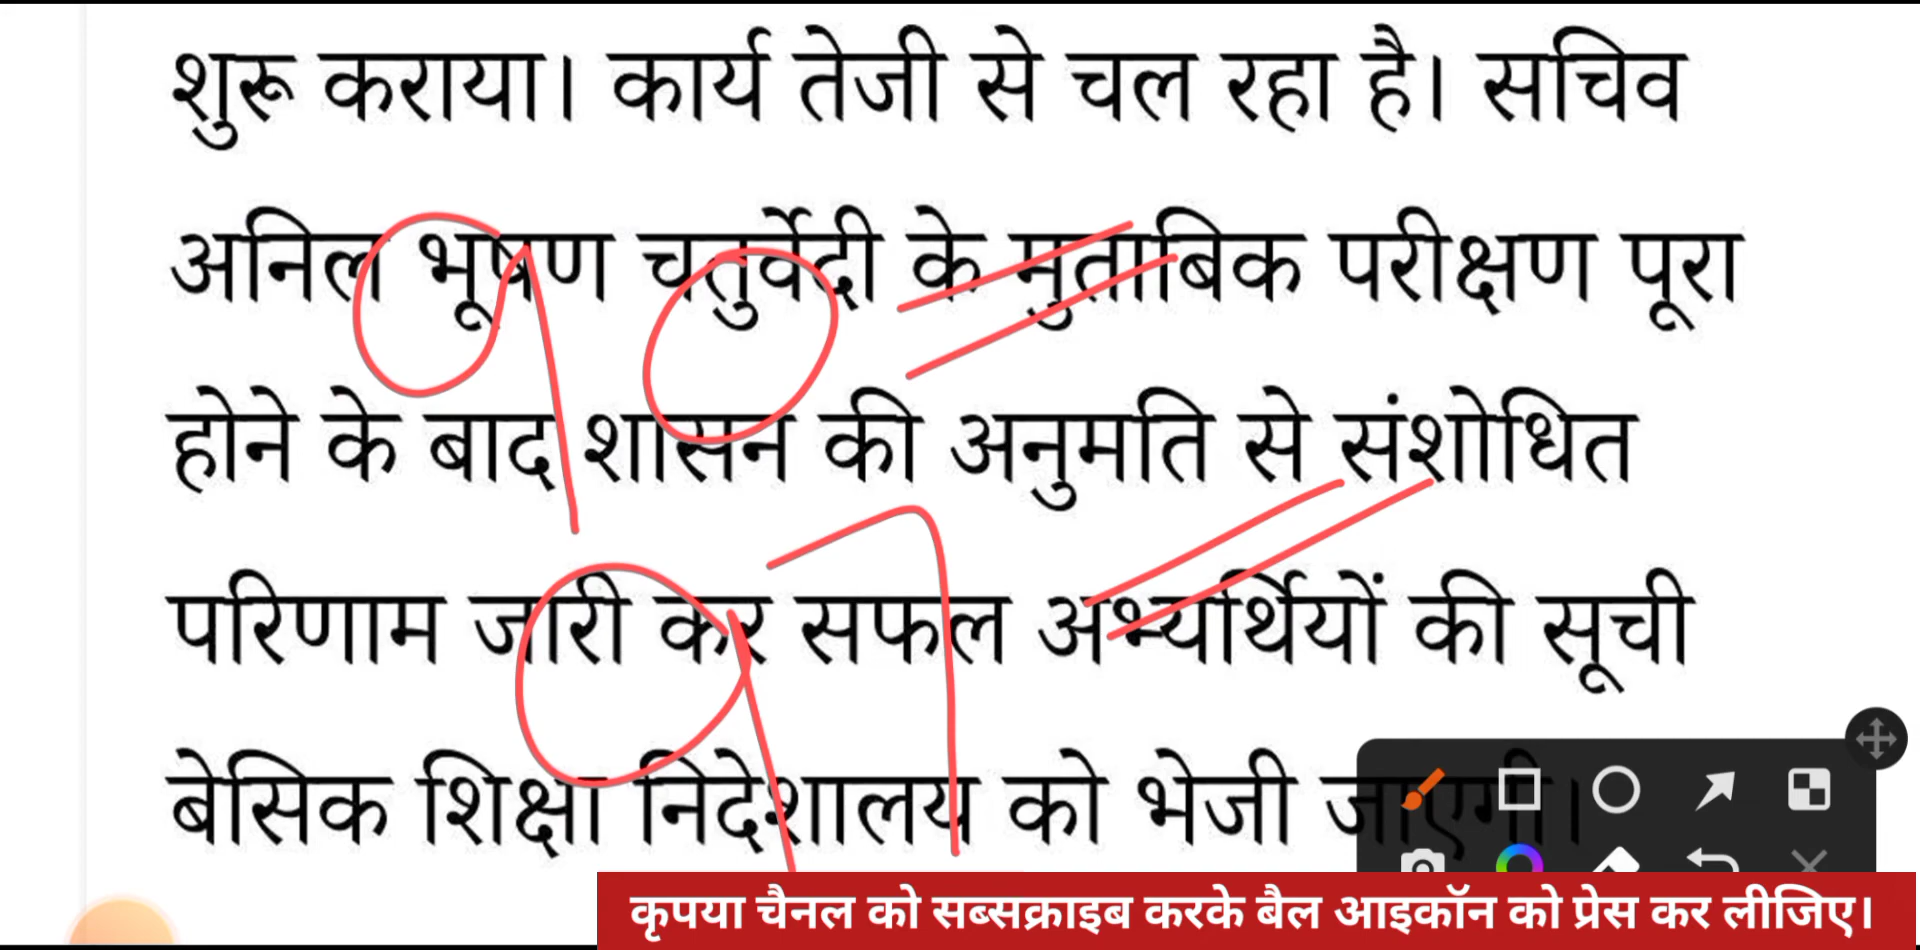 शुरू कराया। कार्य तेजी से चल रहा है। सचिव
अनिल भूषण चतुर्वेदी के मुताबिक परीक्षण पूरा
होने के बाद शासन की अनुमति से संशोधित
परिणाम जारी कर सफल अभ्यर्थियों की सूची
बेसिक शिक्षा निदेशालय को भेजी जाएगी।
कृपया चैनल को सब्सक्राइब करके बैल आइकॉन को प्रेस कर लीजिए।